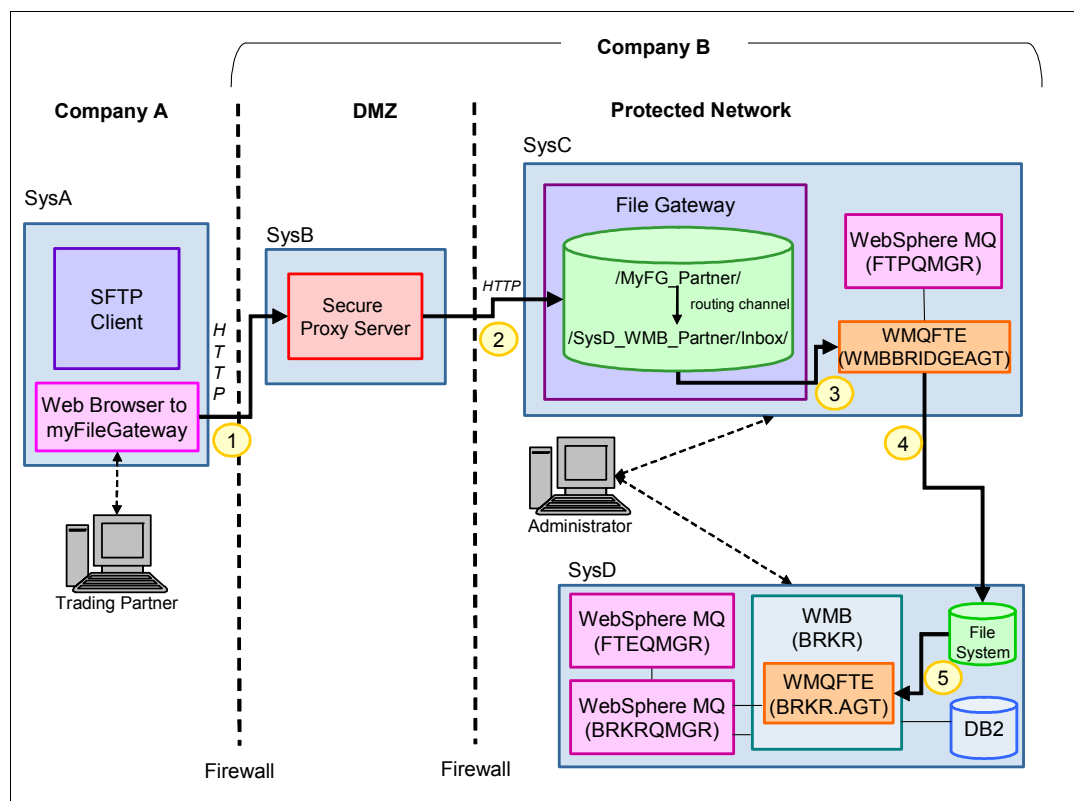 Company B
Company A
DMZ
Protected Network
SysA
SFTP
Client
Web Browser to
myFileGateway
HTTP
1
Trading Partner
Firewall
SysB
Secure
Proxy Server
HTTP
2
Firewall
SysC
File Gateway
/MyFG_Partner/
routing channel
/SysD_WMB_Partner/Inbox/
3
WebSphere MQ
(FTPQMGR)
WMQFTE
(WMBBRIDGEAGT)
4
Administrator
SysD
WebSphere MQ
(FTEQMGR)
WebSphere MQ
(BRKRQMGR)
WMB
(BRKR)
WMQFTE
(BRKR.AGT)
File
System
5
DB2